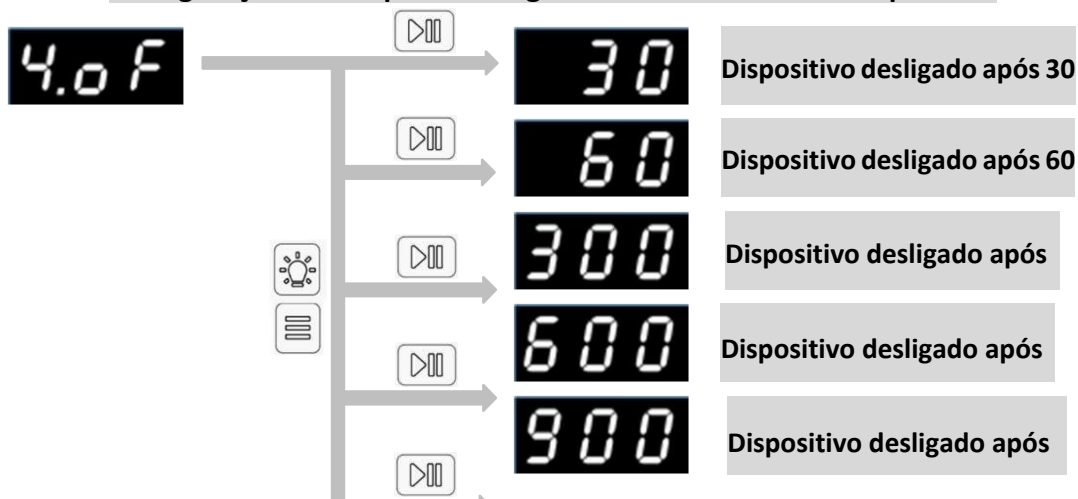 4.oF
30
Dispositivo desligado após 30
60
Dispositivo desligado após 60
300
Dispositivo desligado após
600
Dispositivo desligado após
900
Dispositivo desligado após